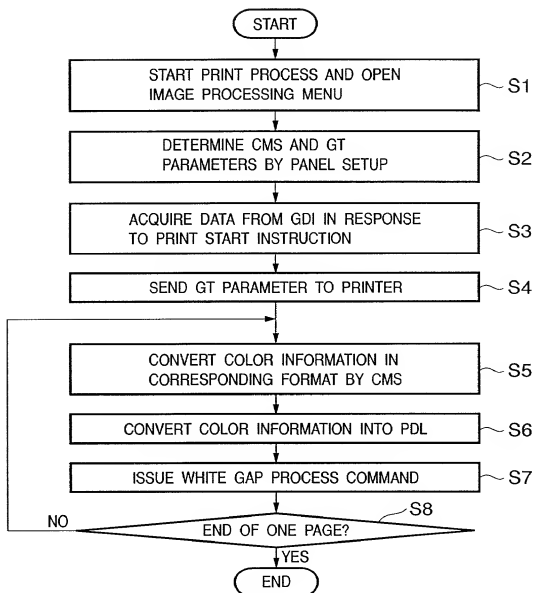 START
START PRINT PROCESS AND OPEN
IMAGE PROCESSING MENU
S1
DETERMINE CMS AND GT
PARAMETERS BY PANEL SETUP
S2
ACQUIRE DATA FROM GDI IN RESPONSE
TO PRINT START INSTRUCTION
S3
SEND GT PARAMETER TO PRINTER
S4
CONVERT COLOR INFORMATION IN
CORRESPONDING FORMAT BY CMS
S5
CONVERT COLOR INFORMATION INTO PDL
S6
ISSUE WHITE GAP PROCESS COMMAND
S7
S8
NO
END OF ONE PAGE?
YES
END